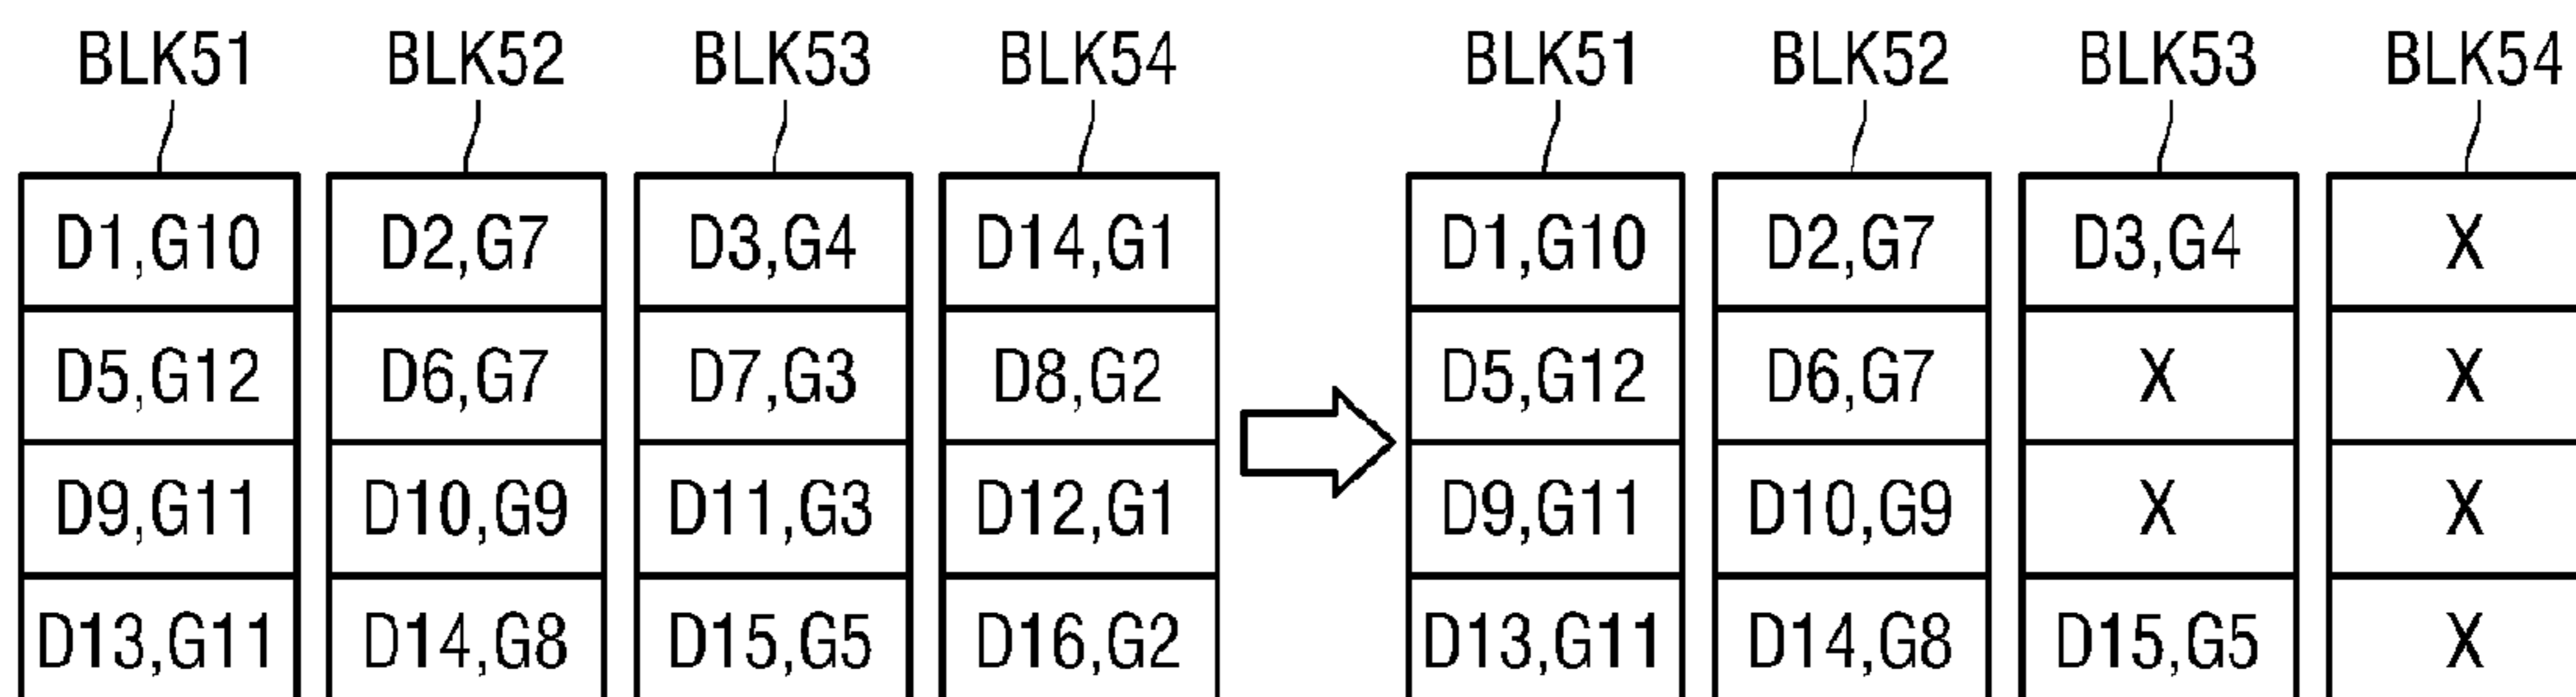 BLK51 BLK52 BLK53 BLK54 BLK51 BLK52 BLK53 BLK54
D1,G10 D2,G7 D3,G4 D14,G1 D1,G10 D2,G7 D3,G4 X
D5,G12 D6,G7 D7,G3 D8,G2 D5,G12 D6,G7 X X
D9,G11 D10,G9 D11,G3 D12,G1 D9,G11 D10,G9 X X
D13,G11 D14,G8 D15,G5 D16,G2 D13,G11 D14,G8 D15,G5 X